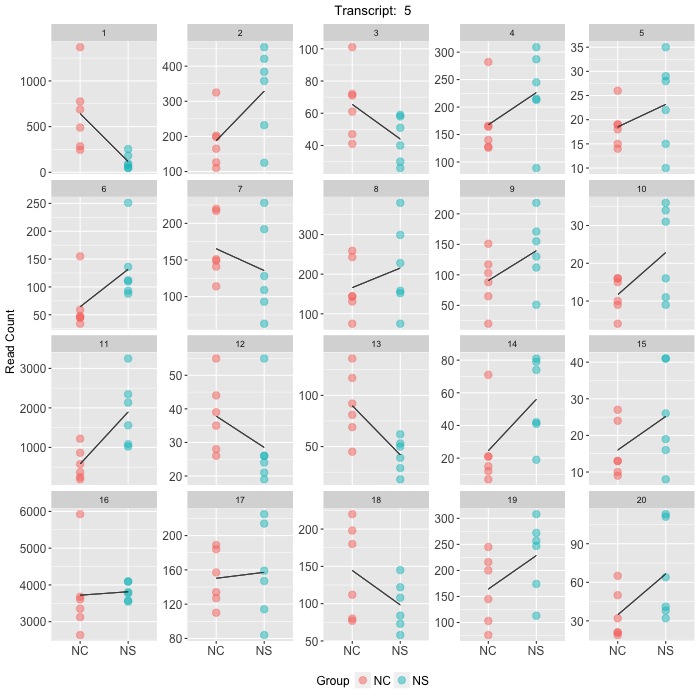 Transcript: 5
1 2 3 4 5
1000 500 0
400 300 200 100
100 80 60 40
300 250 200 150 100
35 30 25 20 15 10
6 7 8 9 10
250 200 150 100 50
200 150 100
300 200 100
200 150 100 50
30 20 10
Read Count
11 12 13 14 15
3000 2000 1000
50 40 30 20
100 50
80 60 40 20
40 30 20 10
16 17 18 19 20
6000 5000 4000 3000
200 160 120 80
200 150 100 50
300 250 200 150 100
90 60 30
NC NS NC NS NC NS NC NS NC NS
Group NC NS